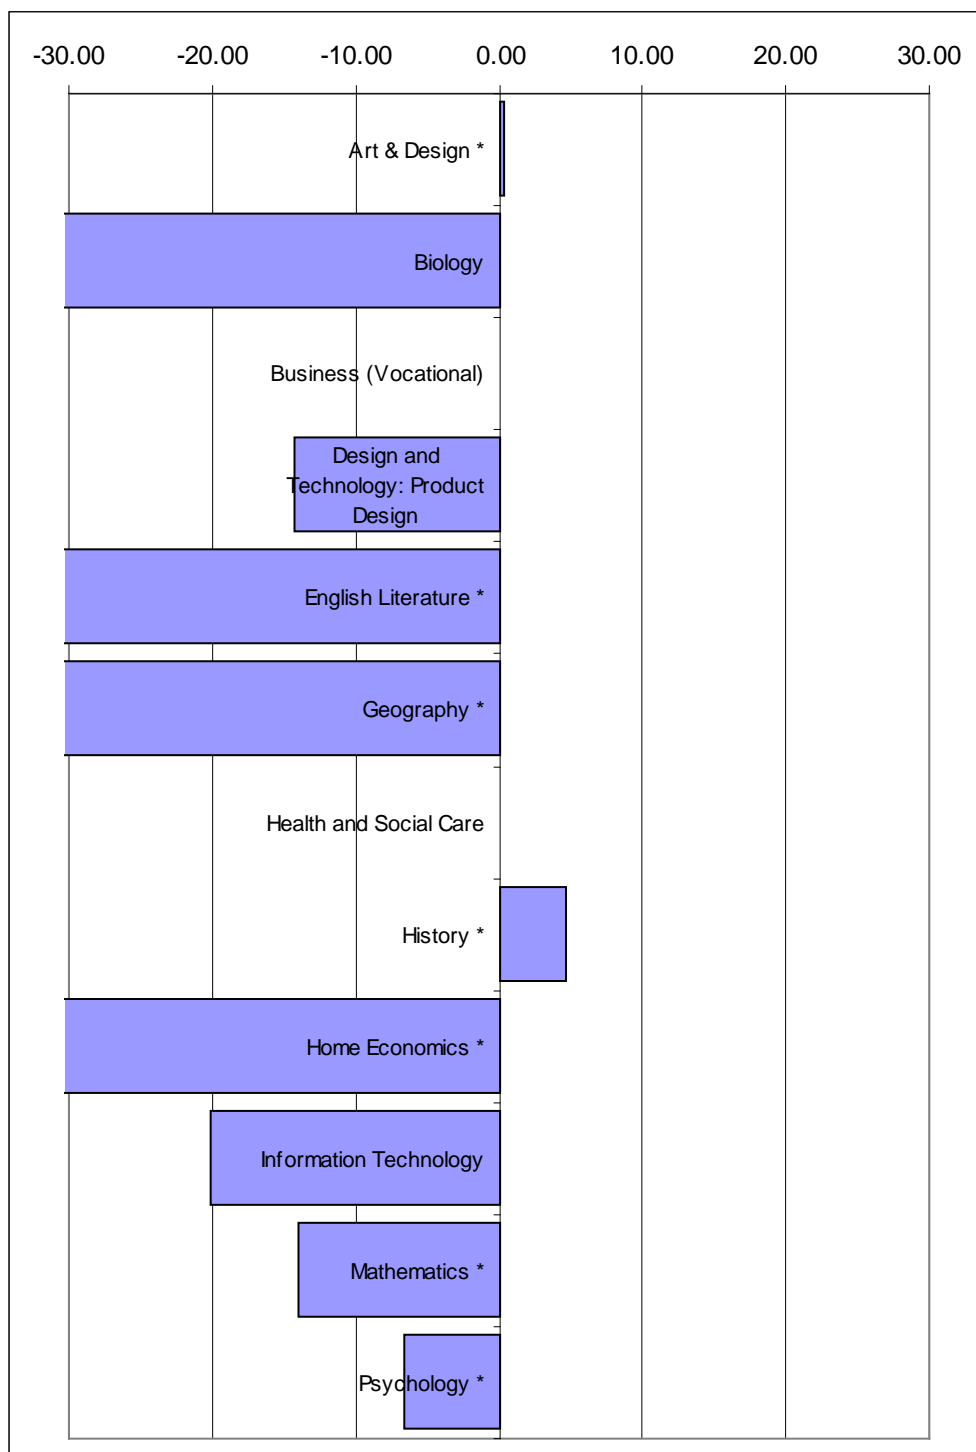 -30.00 -20.00 -10.00 0.00 10.00 20.00 30.00
Art & Design *
Biology
Business (Vocational)
Design and
Technology: Product
Design
English Literature *
Geography *
Health and Social Care
History *
Home Economics *
Information Technology
Mathematics *
Psychology *